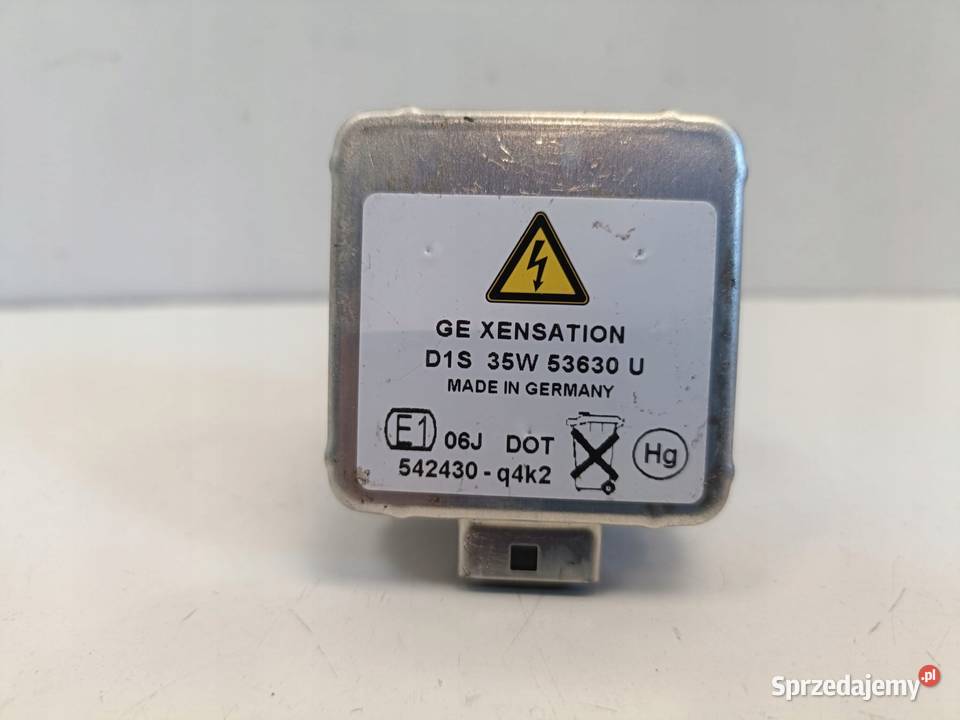 GE XENSATION
D1S 35W 53630 U
MADE IN GERMANY
E1 06J DOT Hg
542430 - q4k2
Sprzedajemy.pl